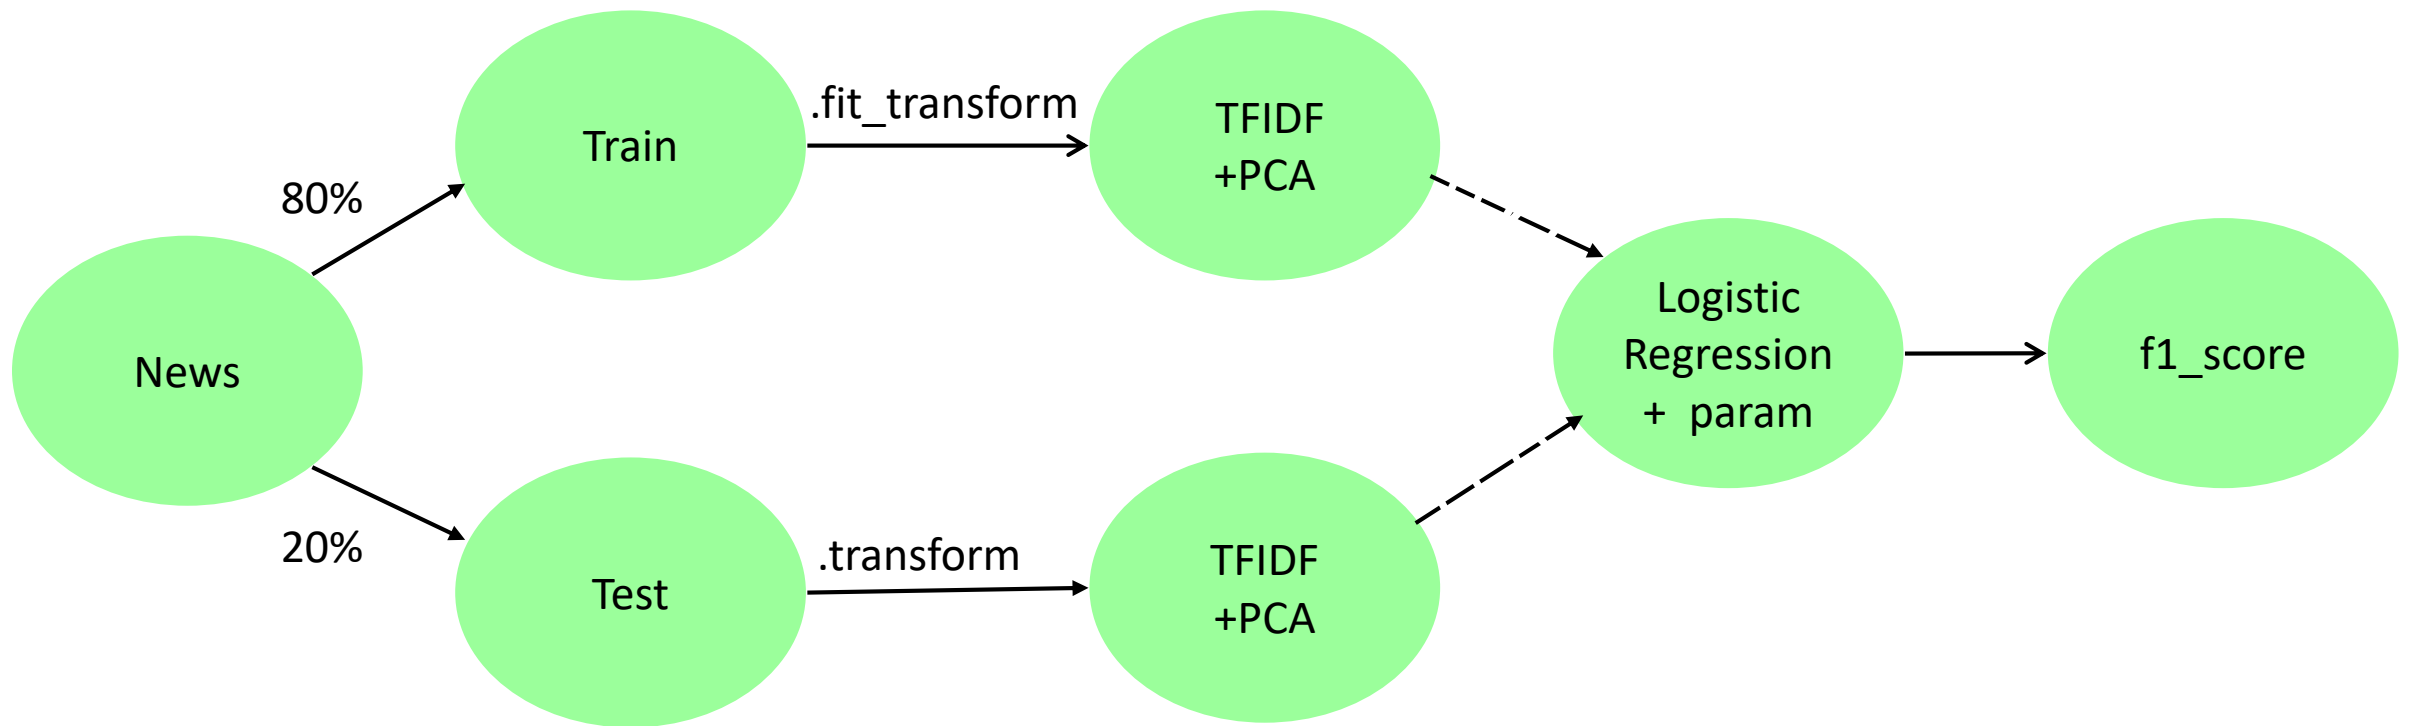 News
80%
20%
Train
Test
.fit_transform
.transform
TFIDF
+PCA
TFIDF
+PCA
Logistic
Regression
+ param
f1_score